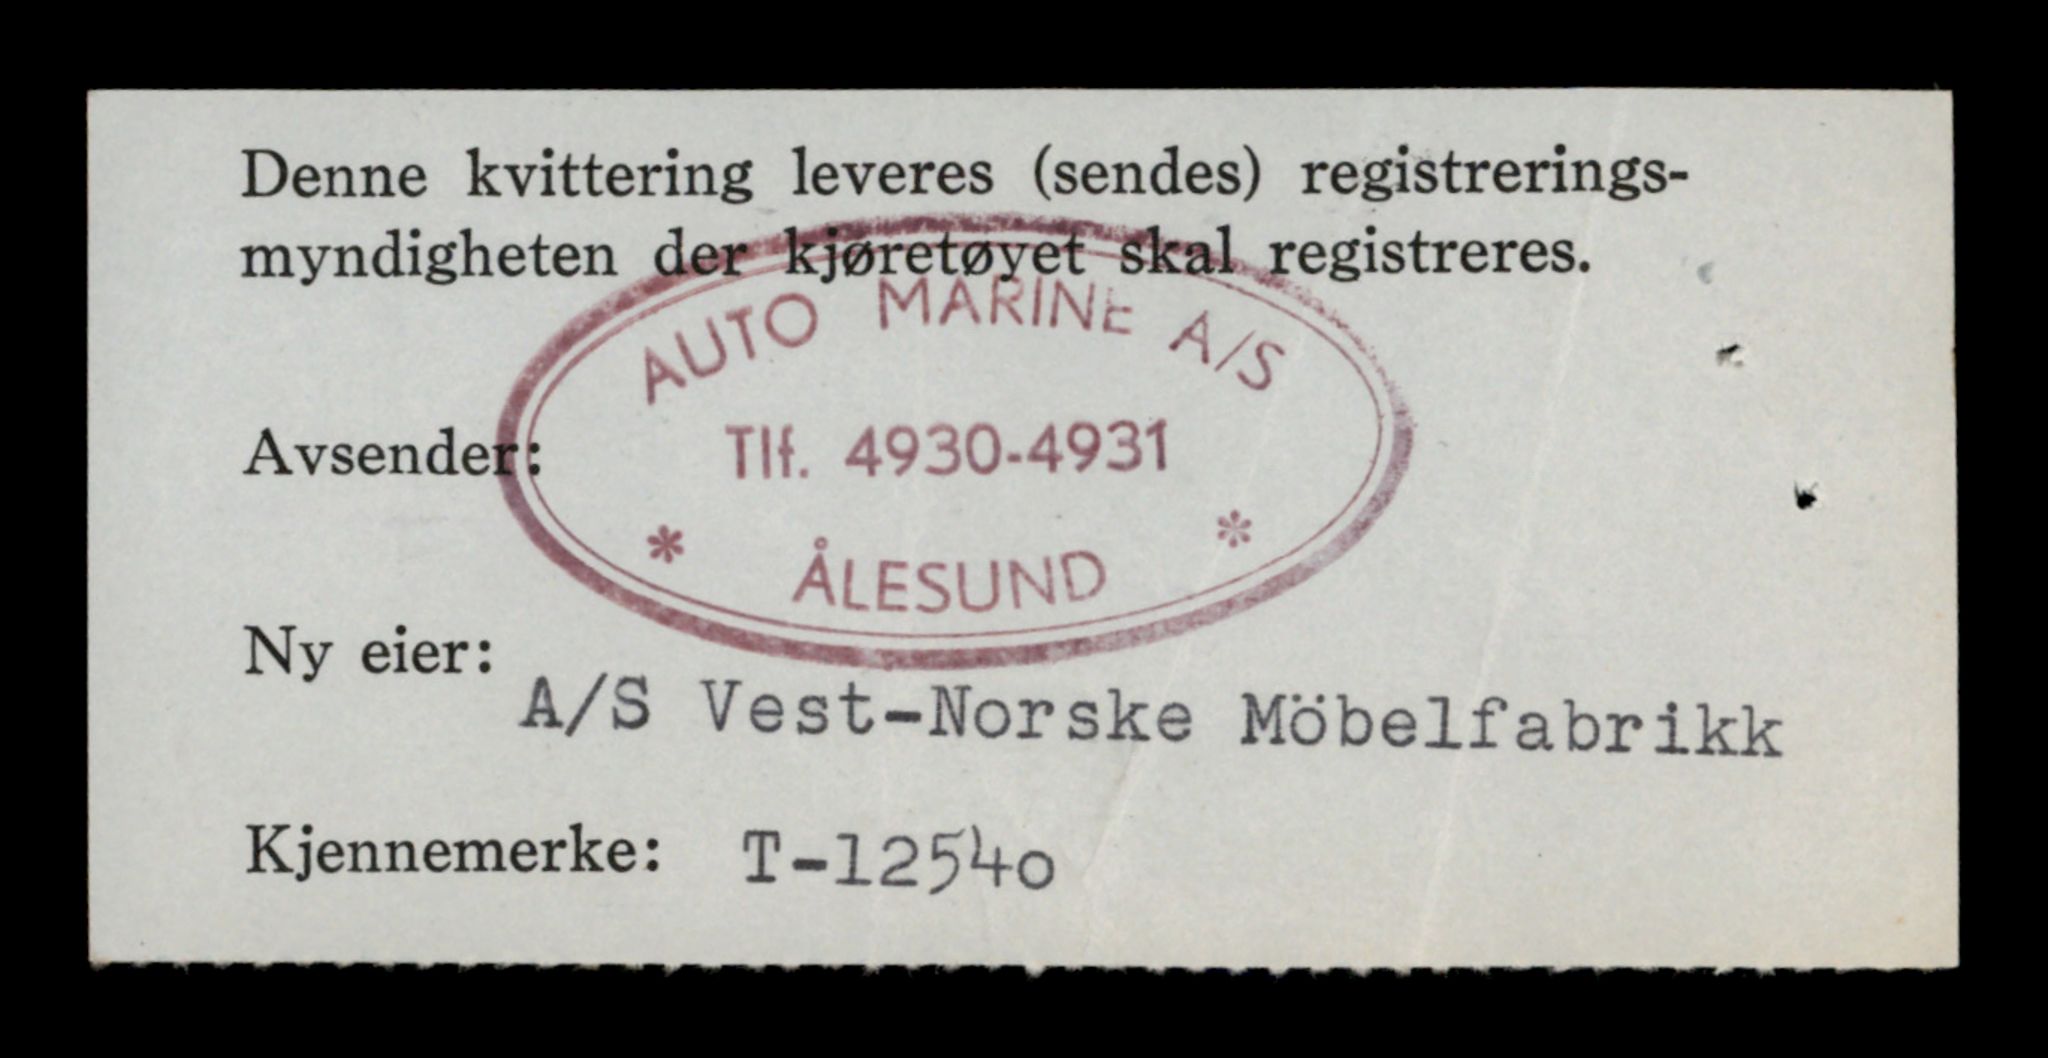 Denne kvittering leveres (sendes) registrerings-
myndigheten der kjøretøyet skal registreres.
AUTO MARINE A/S
Avsender: Tlf. 4930-4931
* ÅLESUND *
Ny eier: A/S Vest-Norske Möbelfabrikk
Kjennemerke: T-12540